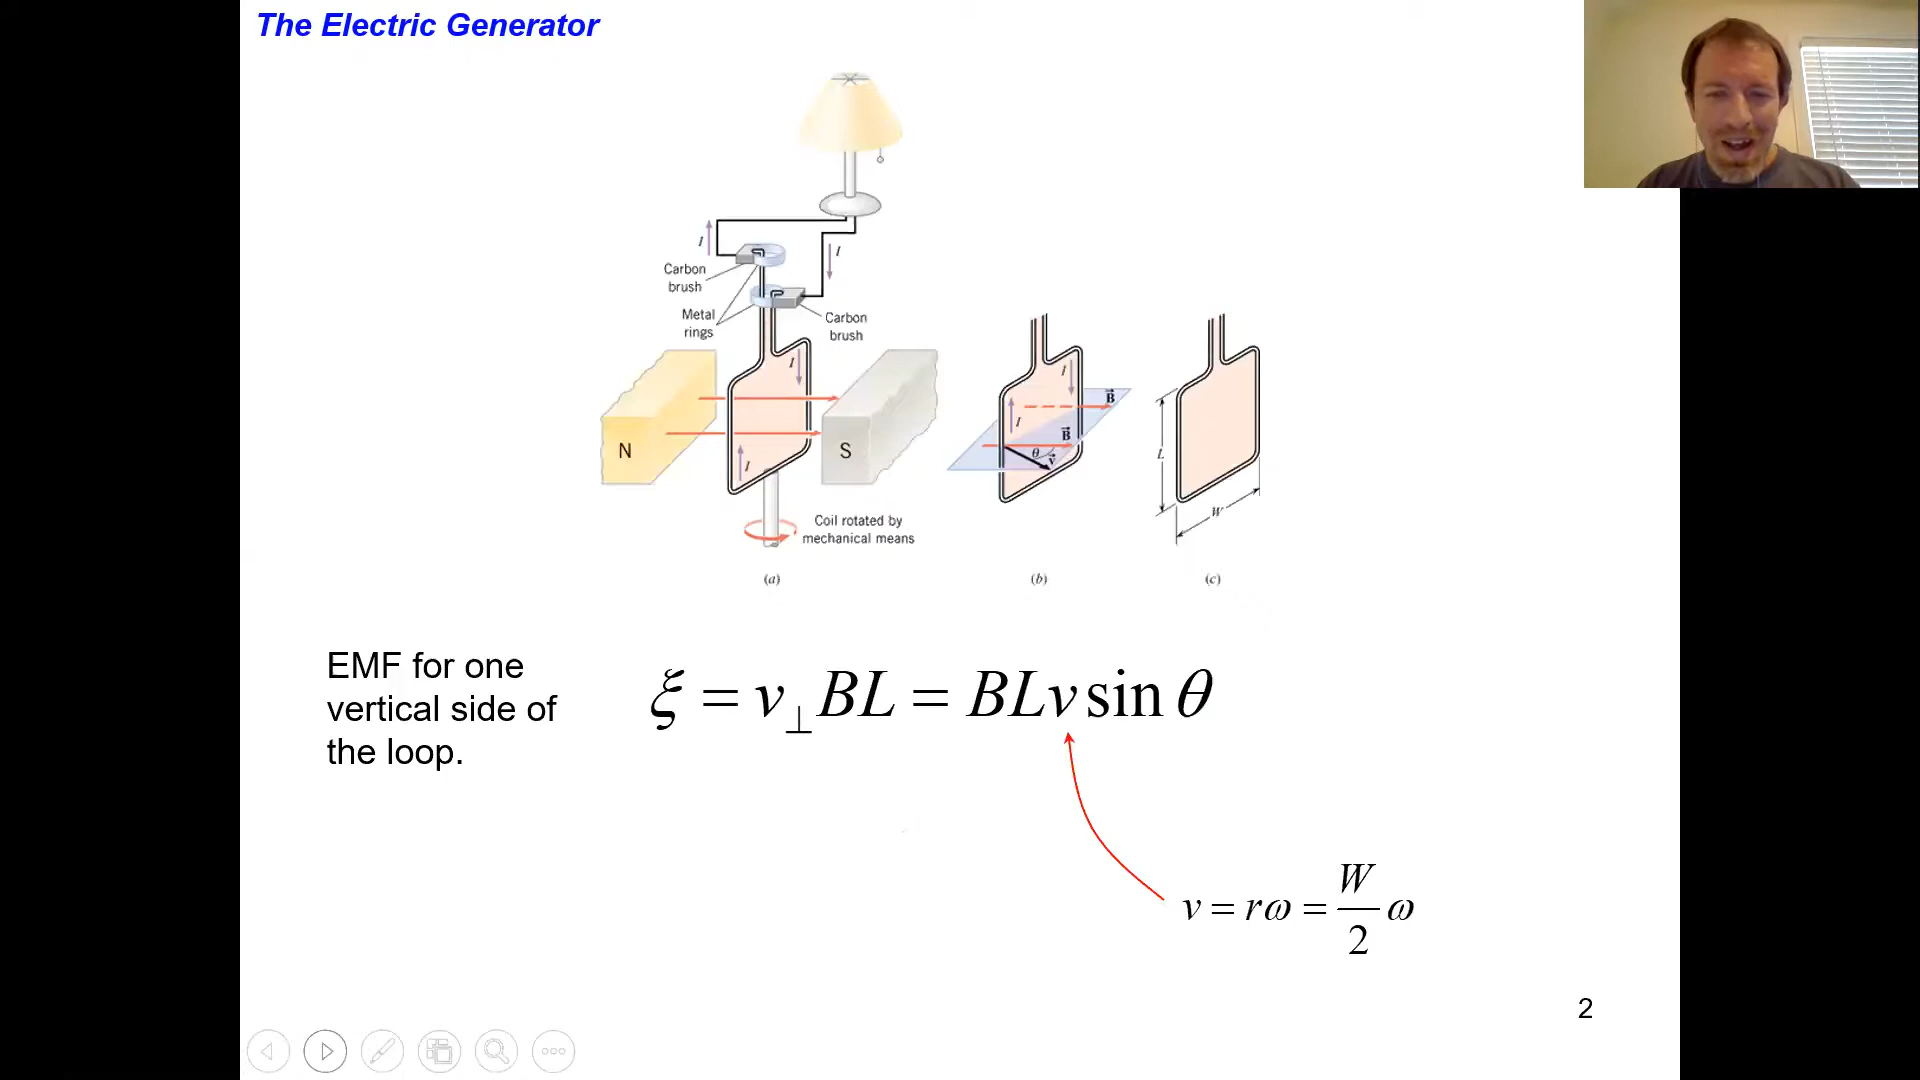 The Electric Generator
I
I
Carbon
brush
Metal
rings
Carbon
brush
I
N
S
I
Coil rotated by
mechanical means
(a)
I
B
I
B
θ
v
(b)
L
W
(c)
EMF for one
vertical side of
the loop.
ξ = v⊥BL = BLv sin θ
v = rω = W/2 ω
2